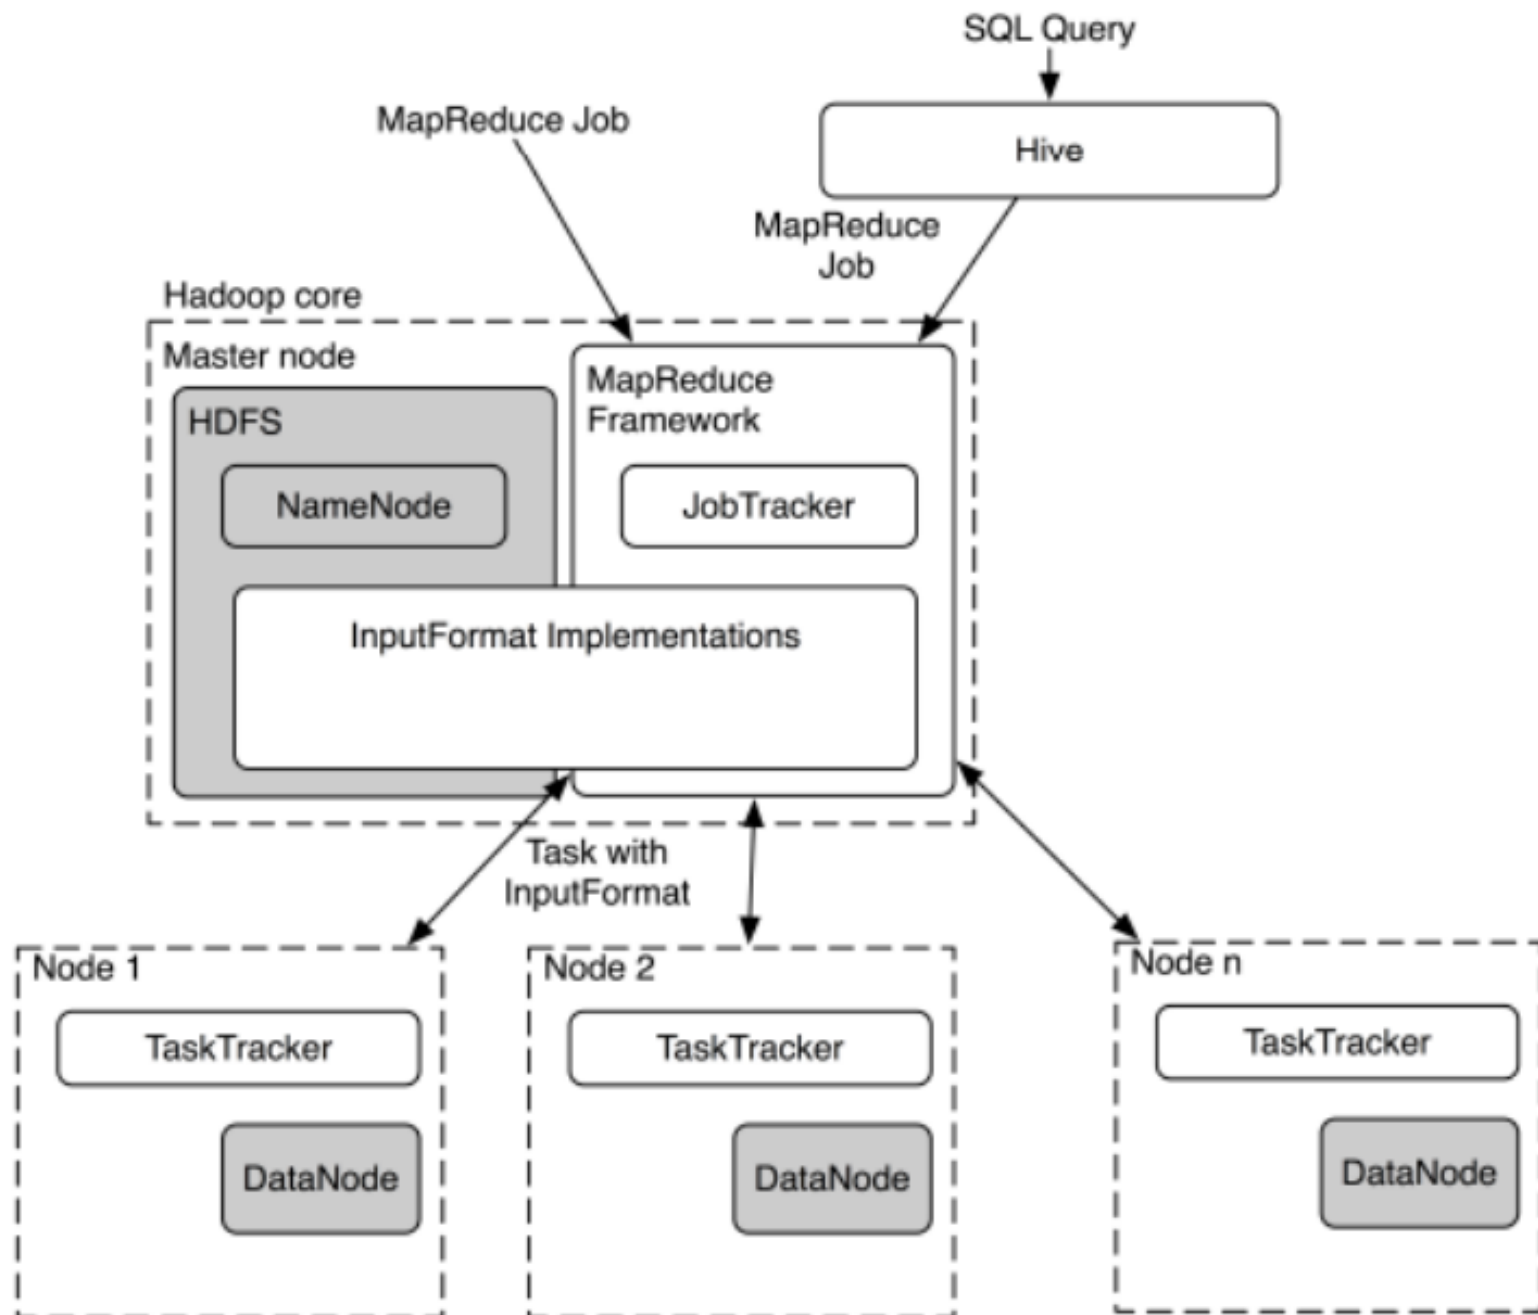 SQL Query
MapReduce Job
Hive
MapReduce
Job
Hadoop core
Master node
HDFS
MapReduce
Framework
NameNode
JobTracker
InputFormat Implementations
Task with
InputFormat
Node 1
Node 2
Node n
TaskTracker
TaskTracker
TaskTracker
DataNode
DataNode
DataNode